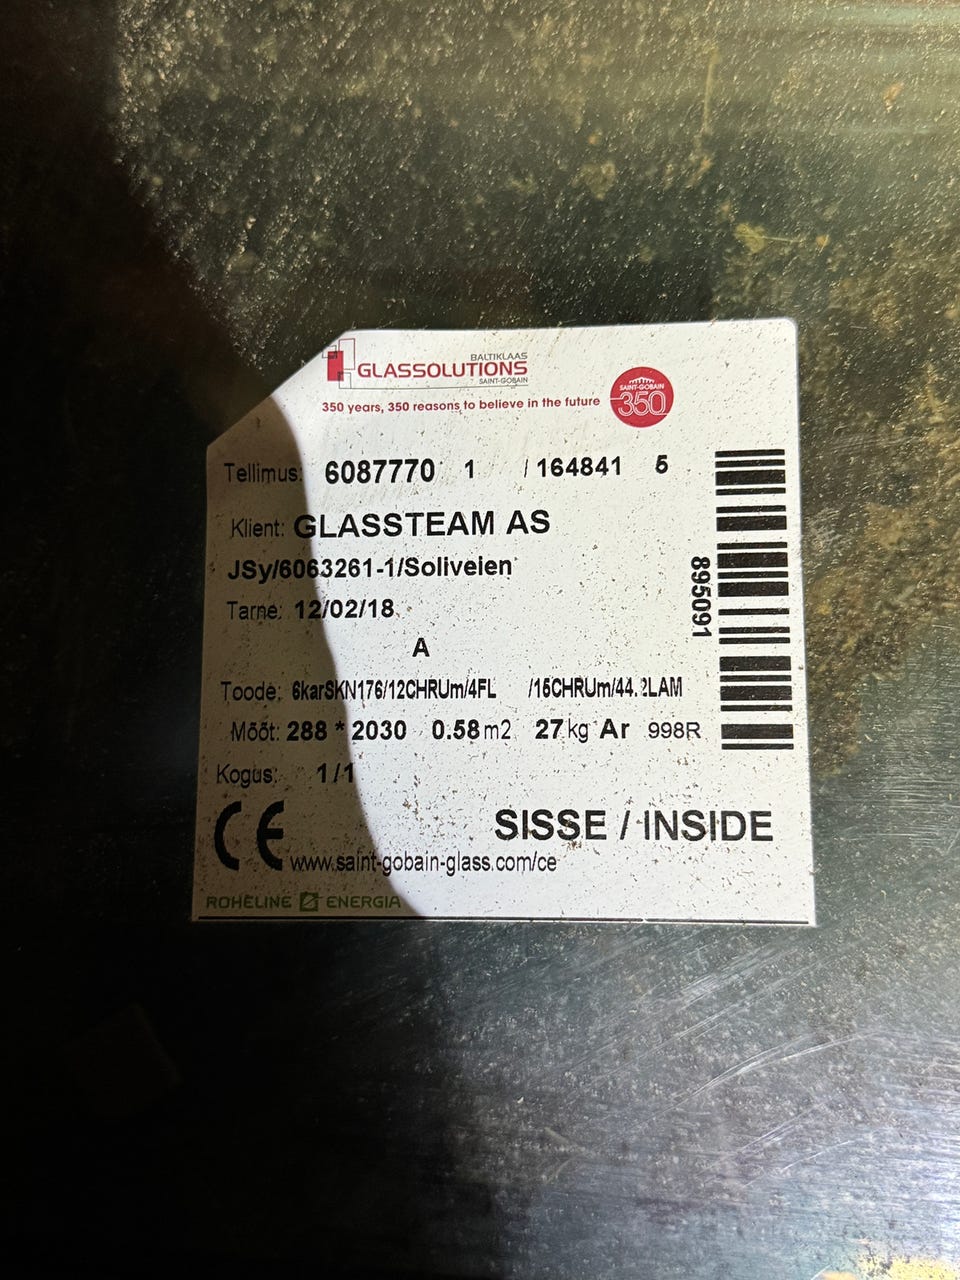 BALTIKLAAS
GLASSOLUTIONS
SAINT-GOBAIN
350 years, 350 reasons to believe in the future
SAINT-GOBAIN
350
Tellimus: 6087770 1 / 164841 5
Klient: GLASSTEAM AS
JSy/6063261-1/Soliveien
Tarne: 12/02/18
A
Toode: 6karSKN176/12CHRUm/4FL /15CHRUm/44.2LAM
Mõõt: 288 * 2030 0.58 m2 27 kg Ar 998R
Kogus: 1 / 1
895091
CE
SISSE / INSIDE
www.saint-gobain-glass.com/ce
ROHELINE ENERGIA